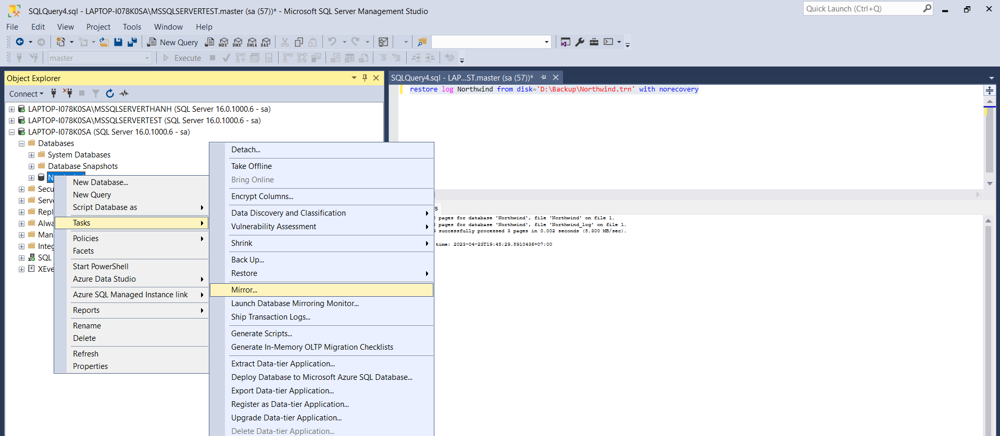 SQLQuery4.sql - LAPTOP-I078K0SA\MSSQLSERVERTEST.master (sa (57))* - Microsoft SQL Server Management Studio
Quick Launch (Ctrl+Q)
File Edit View Project Tools Window Help
New Query MDX DMX XMLA DAX
master Execute
Object Explorer
SQLQuery4.sql - LAP...ST.master (sa (57))*
Connect
restore log Northwind from disk='D:\Backup\Northwind.trn' with norecovery
LAPTOP-I078K0SA\MSSQLSERVERTHANH (SQL Server 16.0.1000.6 - sa)
LAPTOP-I078K0SA\MSSQLSERVERTEST (SQL Server 16.0.1000.6 - sa)
LAPTOP-I078K0SA (SQL Server 16.0.1000.6 - sa)
Databases
System Databases
Database Snapshots
Secu
Serve
Repl
Alwa
Man
Integ
SQL
XEve
New Database...
New Query
Script Database as
Tasks
Policies
Facets
Start PowerShell
Azure Data Studio
Azure SQL Managed Instance link
Reports
Rename
Delete
Refresh
Properties
Detach...
Take Offline
Bring Online
Encrypt Columns...
Data Discovery and Classification
Vulnerability Assessment
Shrink
Back Up...
Restore
Mirror...
Launch Database Mirroring Monitor...
Ship Transaction Logs...
Generate Scripts...
Generate In-Memory OLTP Migration Checklists
Extract Data-tier Application...
Deploy Database to Microsoft Azure SQL Database...
Export Data-tier Application...
Register as Data-tier Application...
Upgrade Data-tier Application...
Delete Data-tier Application...
s
pages for database 'Northwind', file 'Northwind' on file 1.
pages for database 'Northwind', file 'Northwind_log' on file 1.
successfully processed 3 pages in 0.002 seconds (8.300 MB/sec).
time: 2023-04-23T19:45:29.8910436+07:00